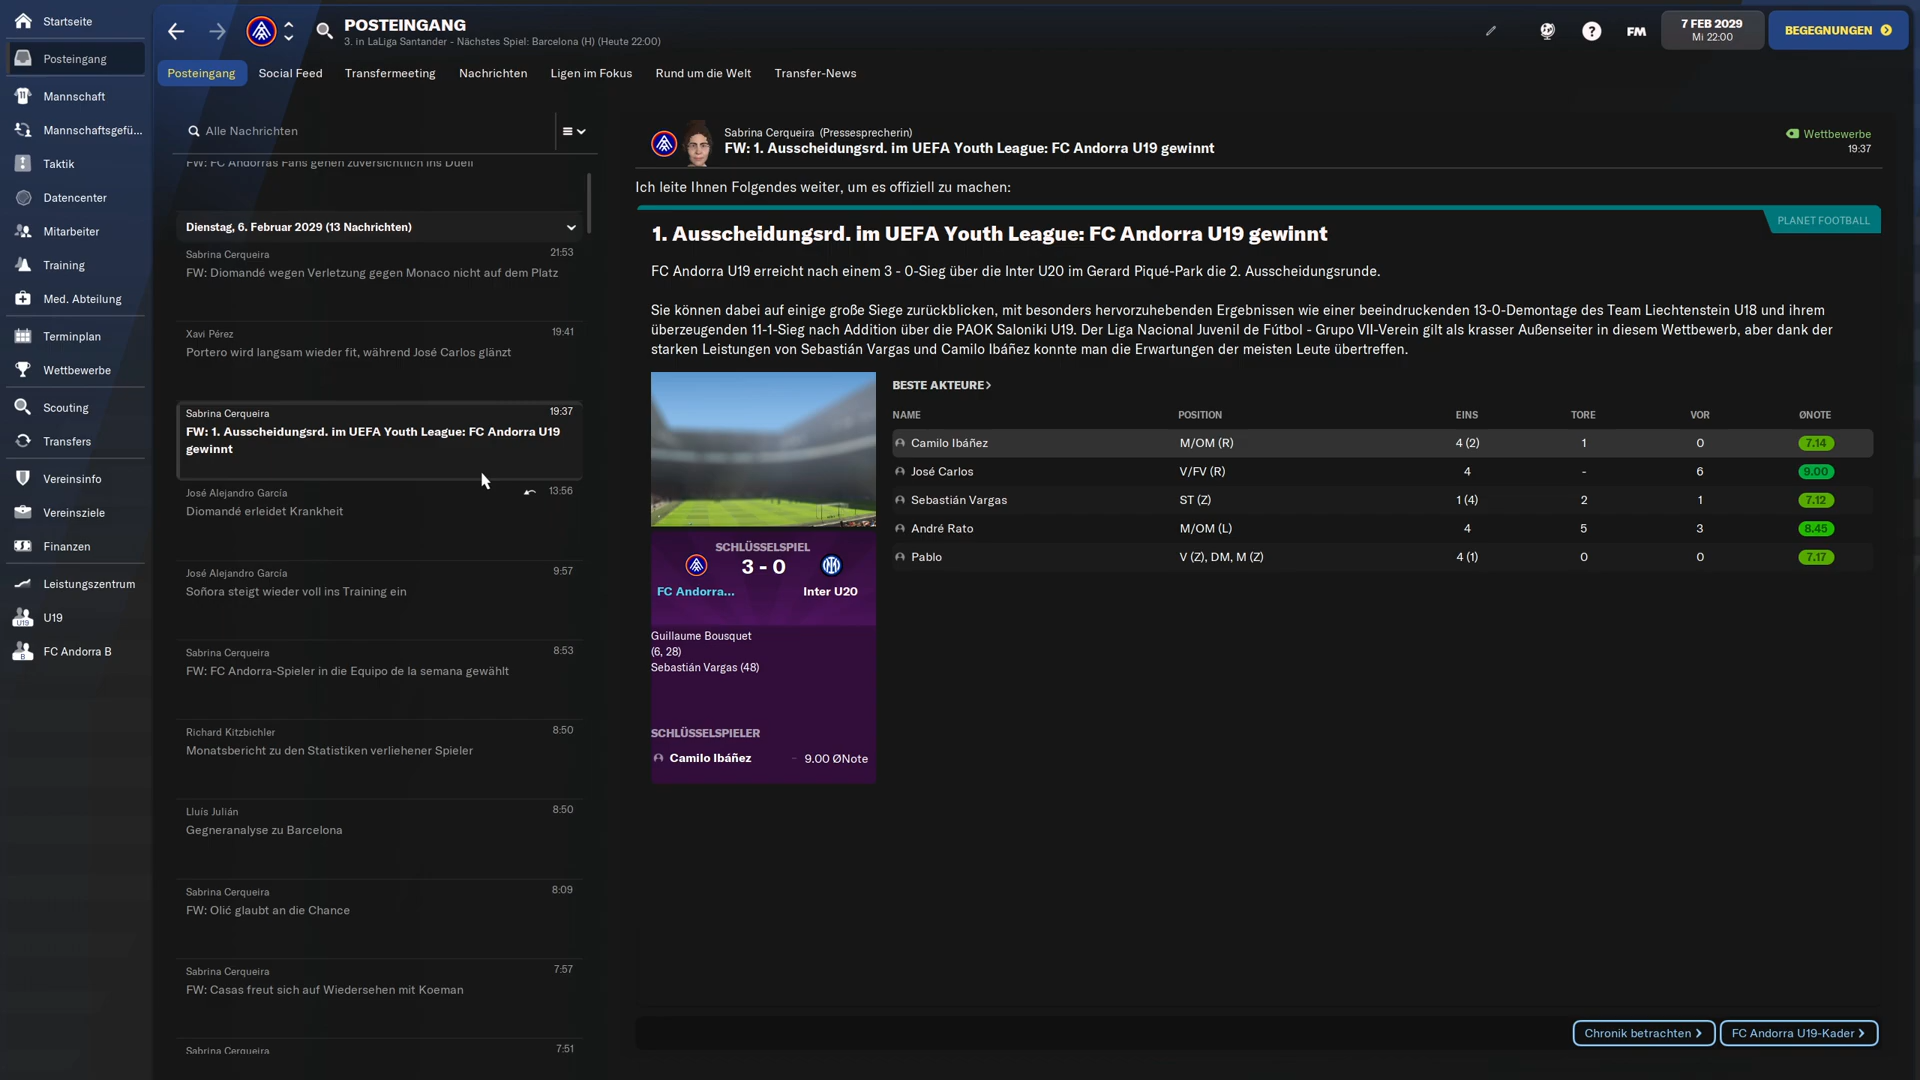 Startseite
Posteingang
Mannschaft
Mannschaftsgefü...
Taktik
Datencenter
Mitarbeiter
Training
Med. Abteilung
Terminplan
Wettbewerbe
Scouting
Transfers
Vereinsinfo
Vereinsziele
Finanzen
Leistungszentrum
U19
FC Andorra B
POSTEINGANG
3. in LaLiga Santander - Nächstes Spiel: Barcelona (H) (Heute 22:00)
FM
7 FEB 2029
Mi 22:00
BEGEGNUNGEN
Posteingang
Social Feed
Transfermeeting
Nachrichten
Ligen im Fokus
Rund um die Welt
Transfer-News
Alle Nachrichten
FW: FC Andorras Fans gehen zuversichtlich ins Duell
Dienstag, 6. Februar 2029 (13 Nachrichten)
Sabrina Cerqueira 21:53
FW: Diomandé wegen Verletzung gegen Monaco nicht auf dem Platz
Xavi Pérez 19:41
Portero wird langsam wieder fit, während José Carlos glänzt
Sabrina Cerqueira 19:37
FW: 1. Ausscheidungsrd. im UEFA Youth League: FC Andorra U19
gewinnt
José Alejandro García 13:56
Diomandé erleidet Krankheit
José Alejandro García 9:57
Soñora steigt wieder voll ins Training ein
Sabrina Cerqueira 8:53
FW: FC Andorra-Spieler in die Equipo de la semana gewählt
Richard Kitzbichler 8:50
Monatsbericht zu den Statistiken verliehener Spieler
Lluís Julián 8:50
Gegneranalyse zu Barcelona
Sabrina Cerqueira 8:09
FW: Olić glaubt an die Chance
Sabrina Cerqueira 7:57
FW: Casas freut sich auf Wiedersehen mit Koeman
Sabrina Cerqueira 7:51
Sabrina Cerqueira (Pressesprecherin)
FW: 1. Ausscheidungsrd. im UEFA Youth League: FC Andorra U19 gewinnt
Wettbewerbe
19:37
Ich leite Ihnen Folgendes weiter, um es offiziell zu machen:
PLANET FOOTBALL
1. Ausscheidungsrd. im UEFA Youth League: FC Andorra U19 gewinnt
FC Andorra U19 erreicht nach einem 3 - 0-Sieg über die Inter U20 im Gerard Piqué-Park die 2. Ausscheidungsrunde.
Sie können dabei auf einige große Siege zurückblicken, mit besonders hervorzuhebenden Ergebnissen wie einer beeindruckenden 13-0-Demontage des Team Liechtenstein U18 und ihrem
überzeugenden 11-1-Sieg nach Addition über die PAOK Saloniki U19. Der Liga Nacional Juvenil de Fútbol - Grupo VII-Verein gilt als krasser Außenseiter in diesem Wettbewerb, aber dank der
starken Leistungen von Sebastián Vargas und Camilo Ibáñez konnte man die Erwartungen der meisten Leute übertreffen.
BESTE AKTEURE
NAME POSITION EINS TORE VOR ØNOTE
Camilo Ibáñez M/OM (R) 4 (2) 1 0 7.14
José Carlos V/FV (R) 4 - 6 9.00
Sebastián Vargas ST (Z) 1 (4) 2 1 7.12
André Rato M/OM (L) 4 5 3 8.45
Pablo V (Z), DM, M (Z) 4 (1) 0 0 7.17
SCHLÜSSELSPIEL
3 - 0
FC Andorra... Inter U20
Guillaume Bousquet
(6, 28)
Sebastián Vargas (48)
SCHLÜSSELSPIELER
Camilo Ibáñez - 9.00 ØNote
Chronik betrachten
FC Andorra U19-Kader